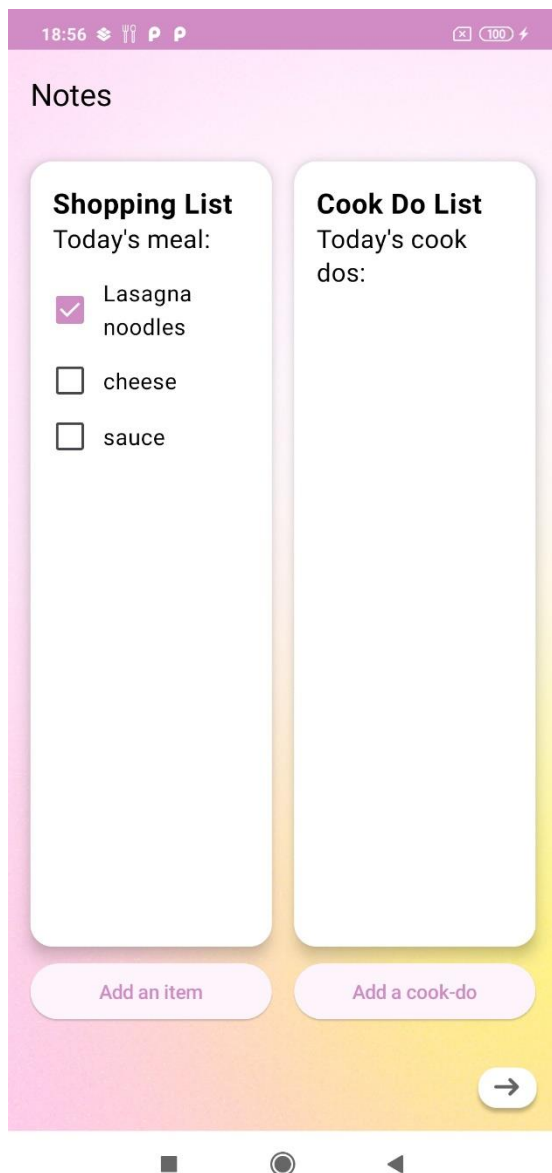 18:56
100
Notes
Shopping List
Today's meal:
Lasagna
noodles
cheese
sauce
Cook Do List
Today's cook
dos:
Add an item
Add a cook-do